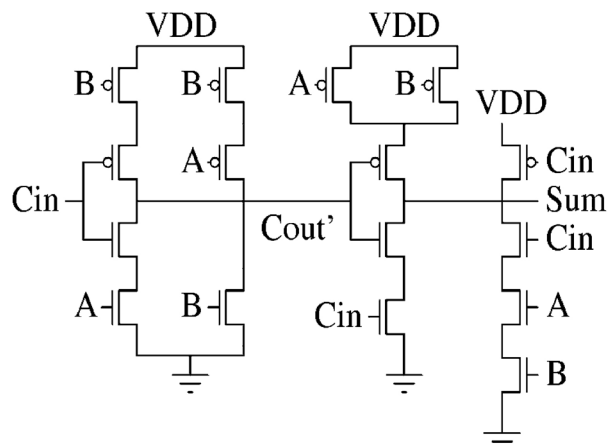 VDD VDD
B B A B
VDD
A Cin
Cin Sum
Cout' Cin
A B Cin A
B